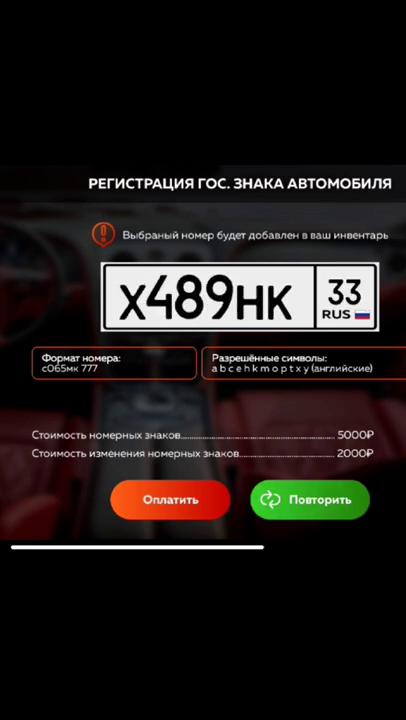 РЕГИСТРАЦИЯ ГОС. ЗНАКА АВТОМОБИЛЯ
Выбраный номер будет добавлен в ваш инвентарь
х489нк 33
RUS
Формат номера:
с065мк 777
Разрешённые символы:
a b c e h k m o p t x y (английские)
Стоимость номерных знаков 5000₽
Стоимость изменения номерных знаков 2000₽
Оплатить
Повторить